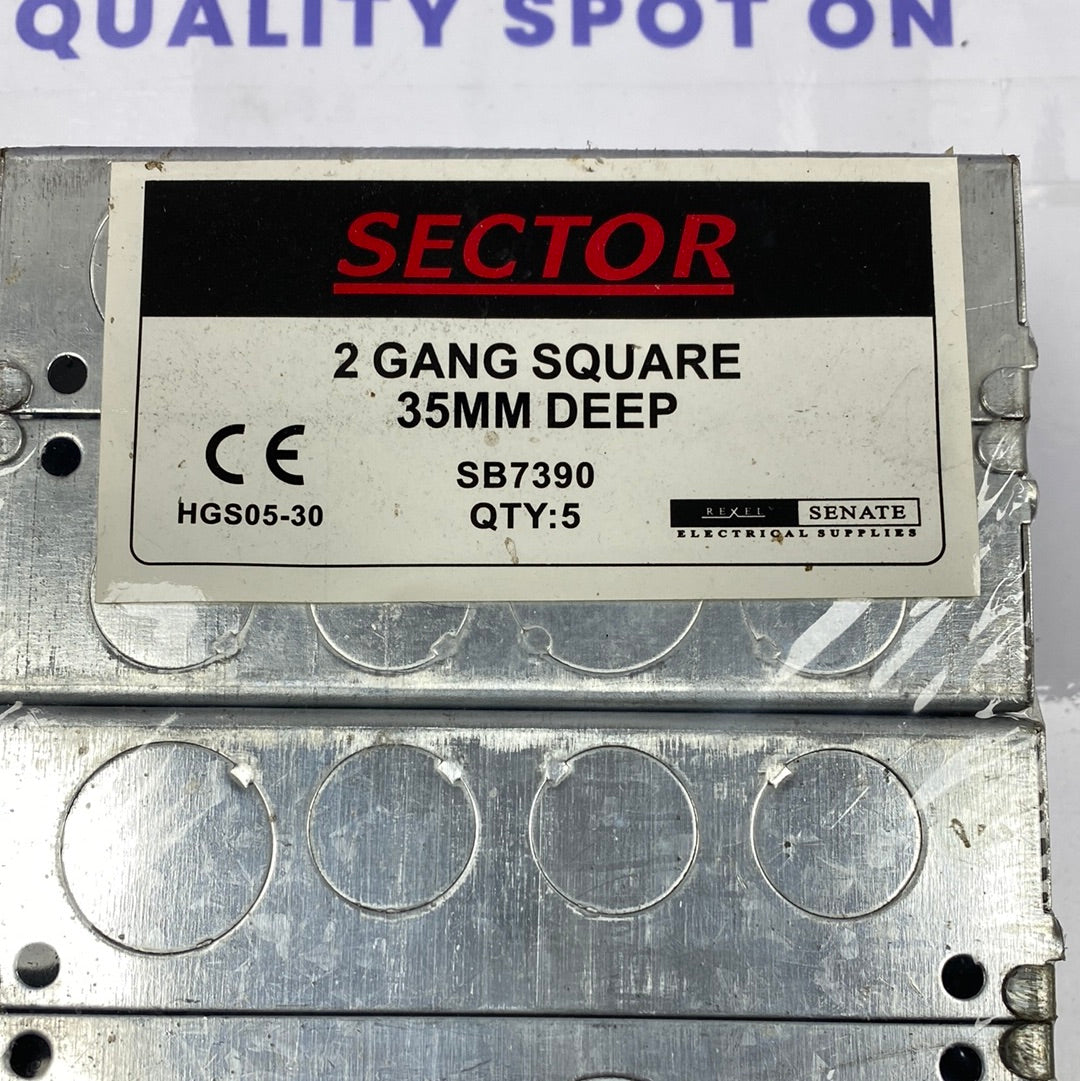 QUALITY SPOT ON
SECTOR
2 GANG SQUARE
35MM DEEP
CE
SB7390
HGS05-30
QTY:5
REXEL SENATE
ELECTRICAL SUPPLIES